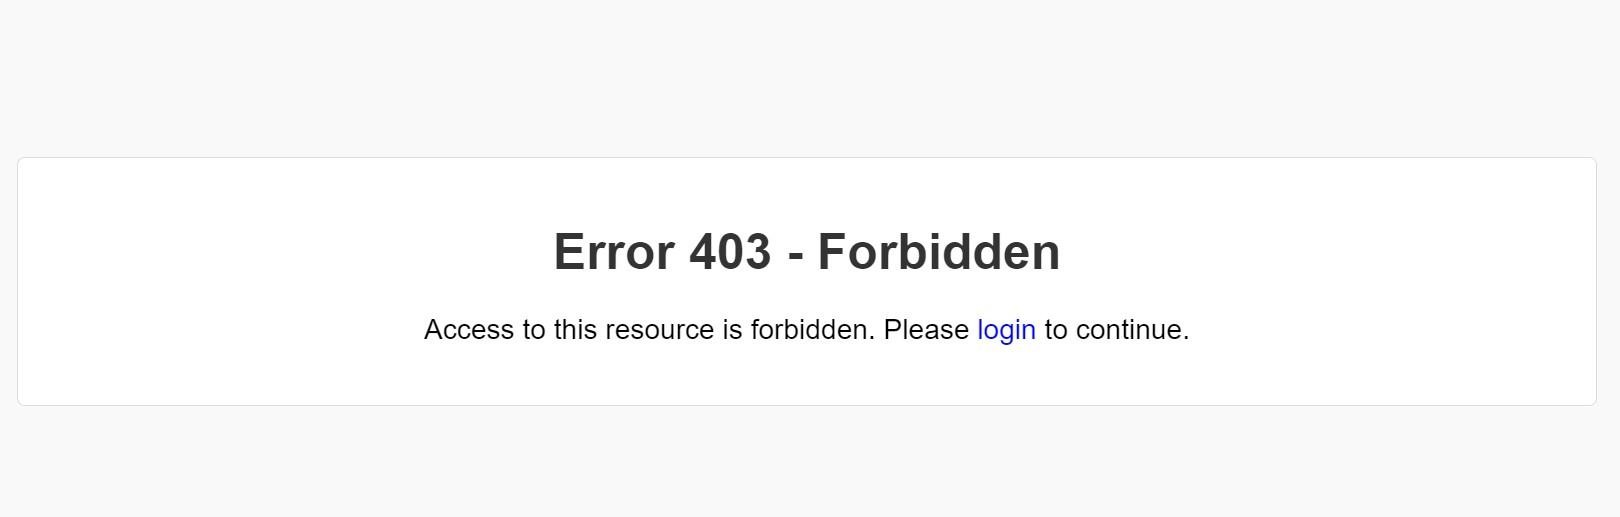 Error 403 - Forbidden
Access to this resource is forbidden. Please login to continue.